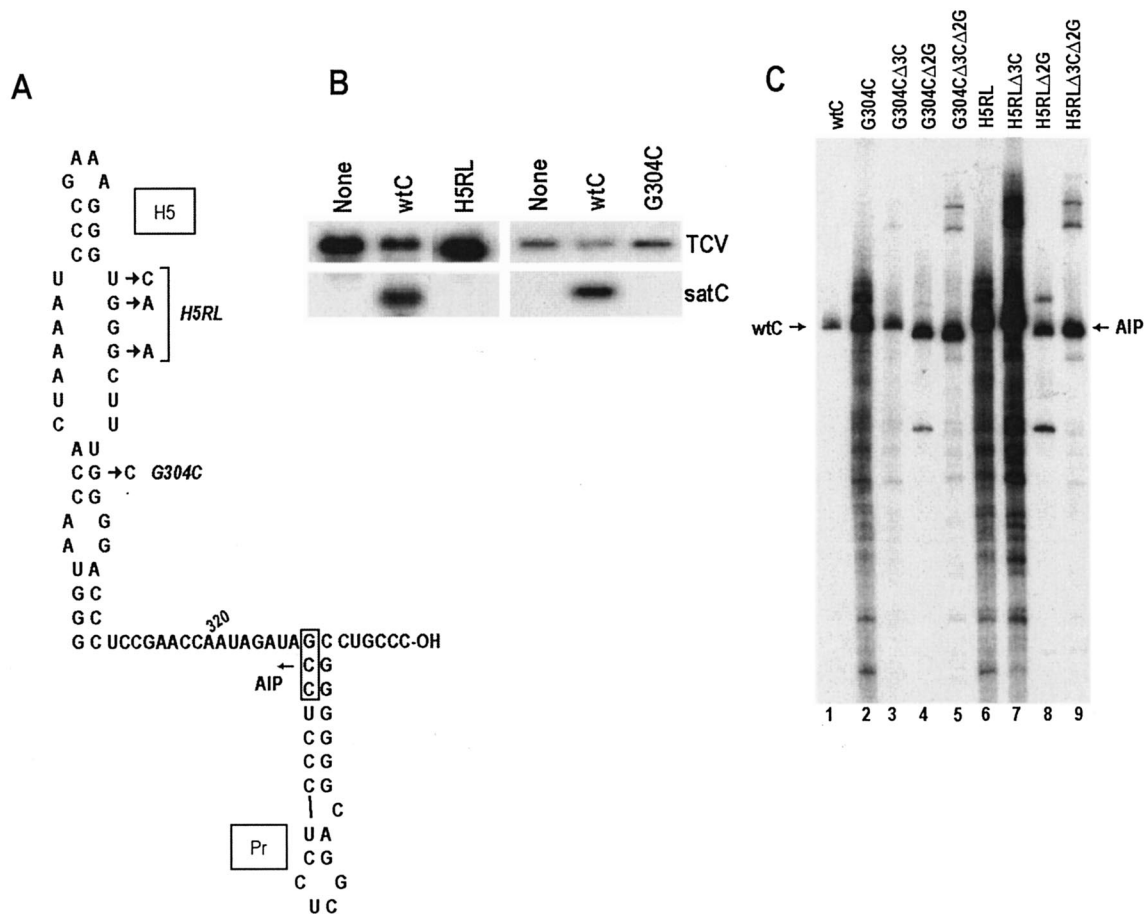 A
B
C
A A
G A
C G
C G
C G
H5
U U→C
A G→A
A G
A G→A
A C
U U
C U
H5RL
A U
C G→C G304C
C G
A G
A G
U A
G C
G C
G C UCCGAACCAAUAGAUAG C CUGCCC-OH
320
← AIP
C G
C G
U G
C G
C G
C G
C
U A
C G
C G
C G
U C
Pr
None wtC H5RL None wtC G304C
TCV
satC
wtC G304C G304CΔ3C G304CΔ2G G304CΔ3CΔ2G H5RL H5RLΔ3C H5RLΔ2G H5RLΔ3CΔ2G
wtC →
← AIP
1 2 3 4 5 6 7 8 9